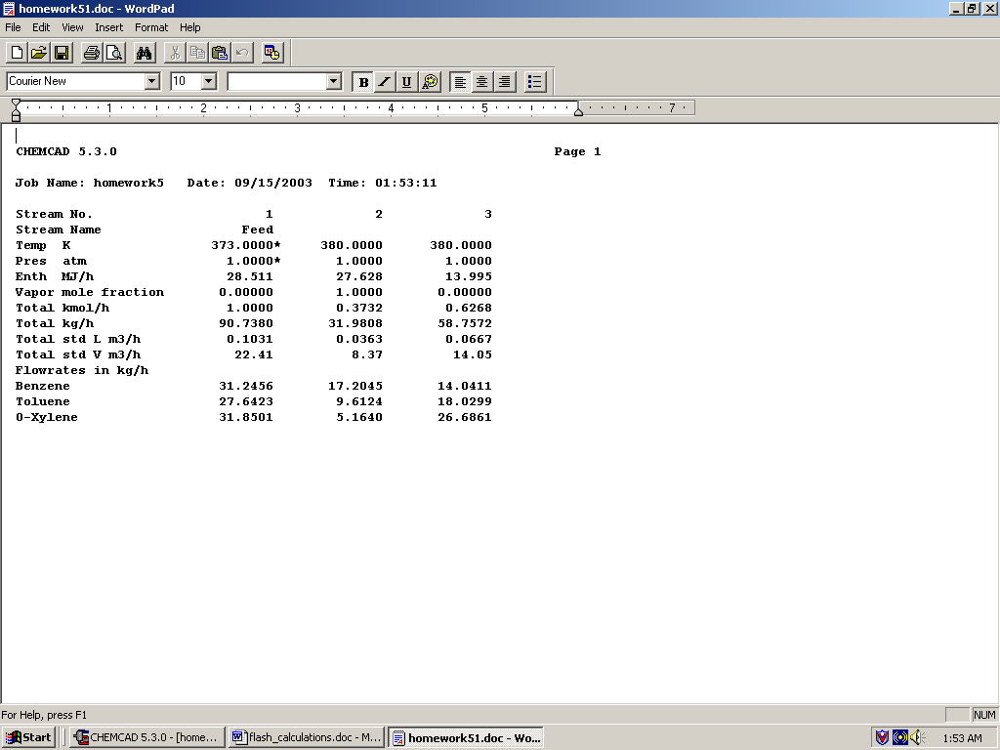 homework51.doc - WordPad
File Edit View Insert Format Help
Courier New 10 B I U
1 2 3 4 5 7
CHEMCAD 5.3.0 Page 1
Job Name: homework5 Date: 09/15/2003 Time: 01:53:11
Stream No. 1 2 3
Stream Name Feed
Temp K 373.0000* 380.0000 380.0000
Pres atm 1.0000* 1.0000 1.0000
Enth MJ/h 28.511 27.628 13.995
Vapor mole fraction 0.00000 1.0000 0.00000
Total kmol/h 1.0000 0.3732 0.6268
Total kg/h 90.7380 31.9808 58.7572
Total std L m3/h 0.1031 0.0363 0.0667
Total std V m3/h 22.41 8.37 14.05
Flowrates in kg/h
Benzene 31.2456 17.2045 14.0411
Toluene 27.6423 9.6124 18.0299
O-Xylene 31.8501 5.1640 26.6861
For Help, press F1 NUM
Start CHEMCAD 5.3.0 - [home... flash_calculations.doc - M... homework51.doc - Wo... 1:53 AM